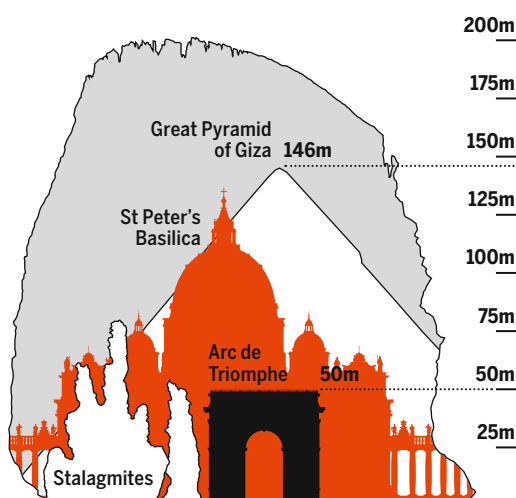 200m
175m
Great Pyramid
of Giza 146m
150m
St Peter's
Basilica
125m
100m
75m
Arc de
Triomphe 50m
50m
25m
Stalagmites